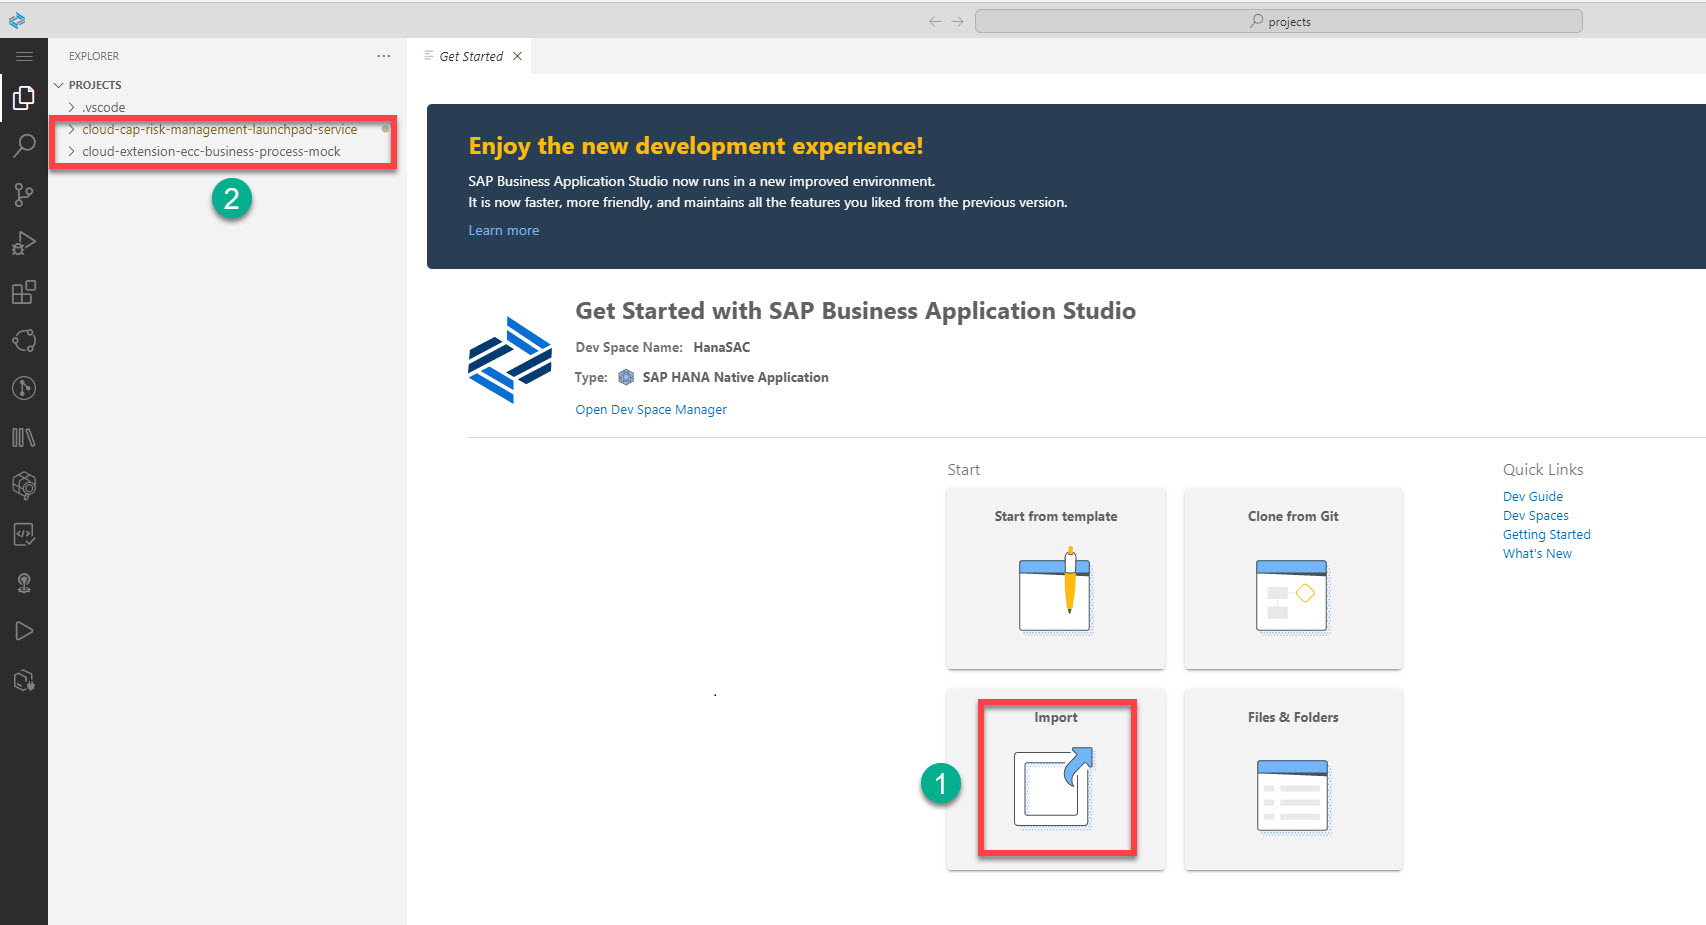 projects
EXPLORER
...
Get Started
PROJECTS
.vscode
cloud-cap-risk-management-launchpad-service
cloud-extension-ecc-business-process-mock
2
Enjoy the new development experience!
SAP Business Application Studio now runs in a new improved environment.
It is now faster, more friendly, and maintains all the features you liked from the previous version.
Learn more
Get Started with SAP Business Application Studio
Dev Space Name: HanaSAC
Type: SAP HANA Native Application
Open Dev Space Manager
Start
Start from template
Clone from Git
Import
1
Files & Folders
Quick Links
Dev Guide
Dev Spaces
Getting Started
What's New